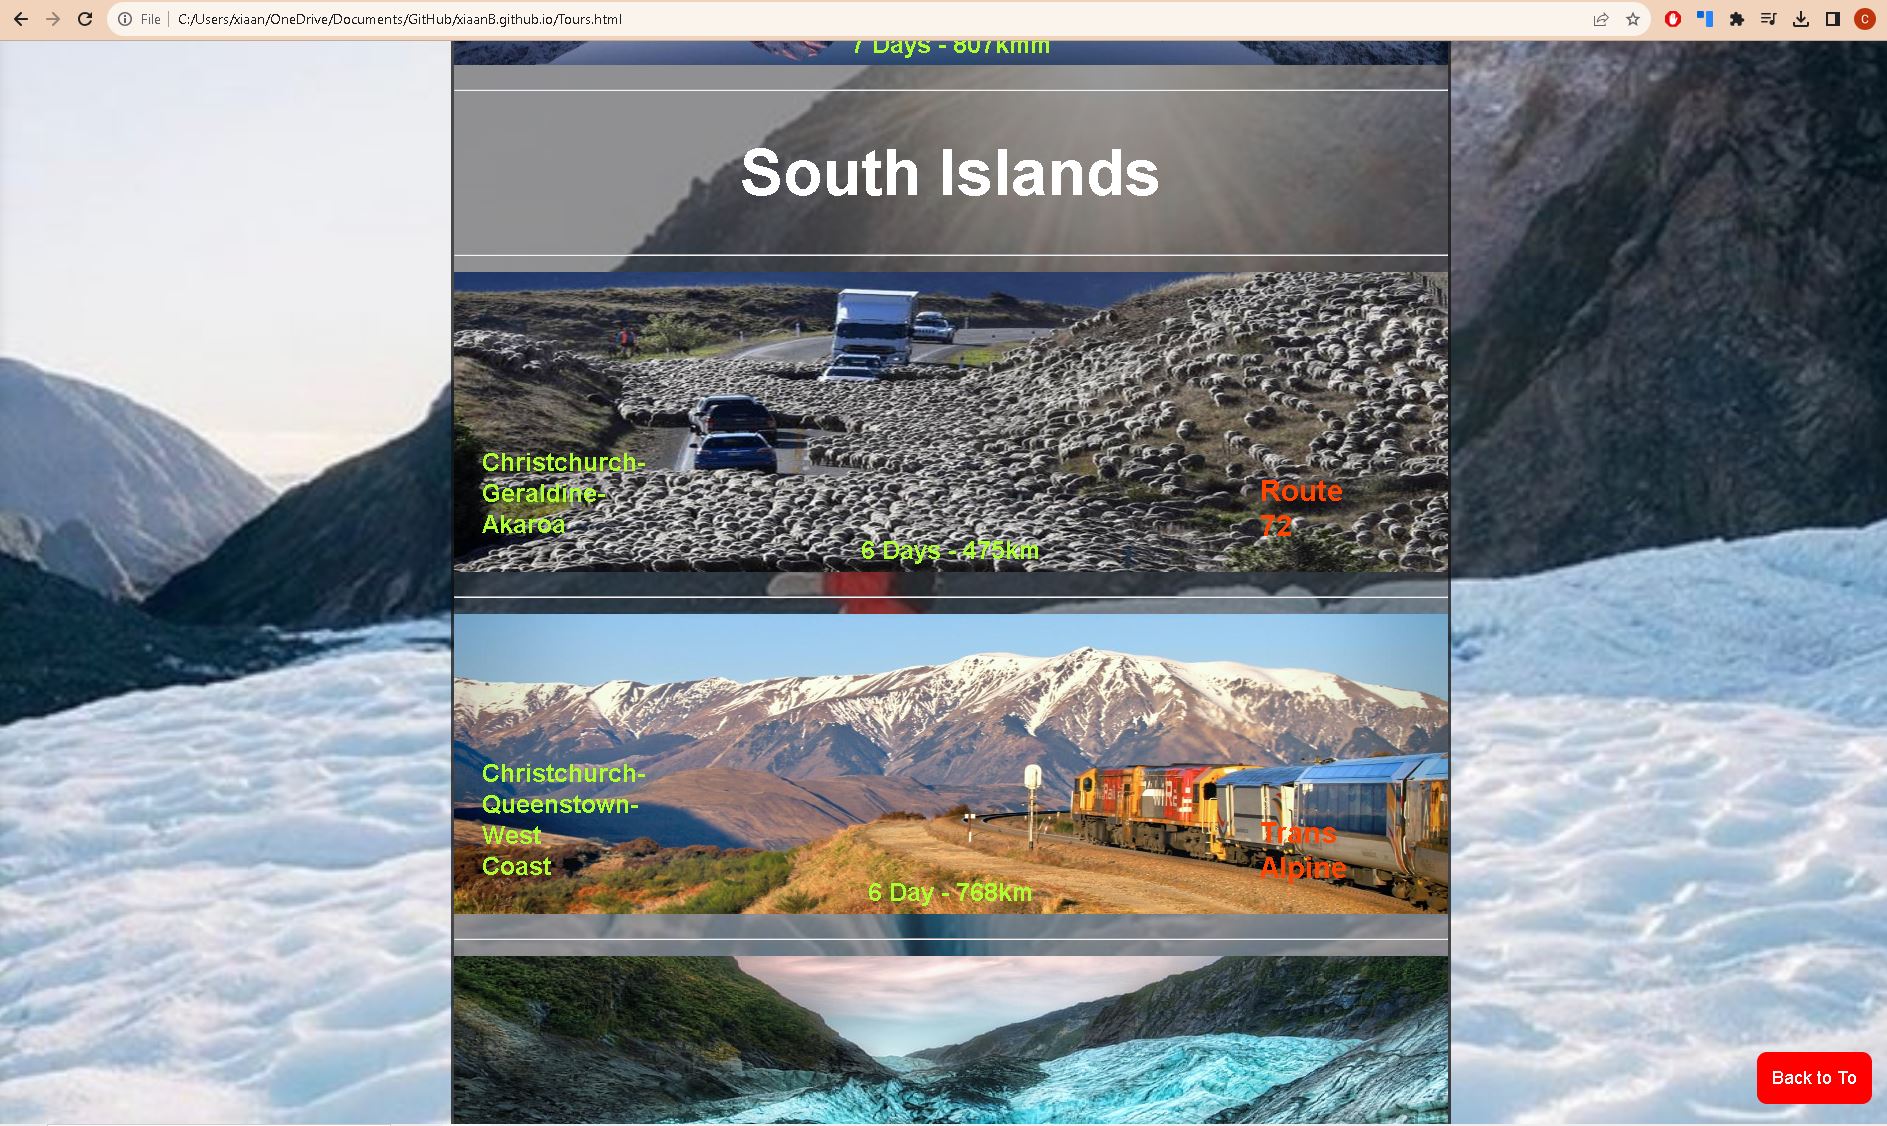 File
C:/Users/xiaan/OneDrive/Documents/GitHub/xiaanB.github.io/Tours.html
C
7 Days - 807kmm
South Islands
Christchurch-
Geraldine-
Akaroa
Route
72
6 Days - 475km
Christchurch-
Queenstown-
West
Coast
Trans
Alpine
6 Day - 768km
Back to To